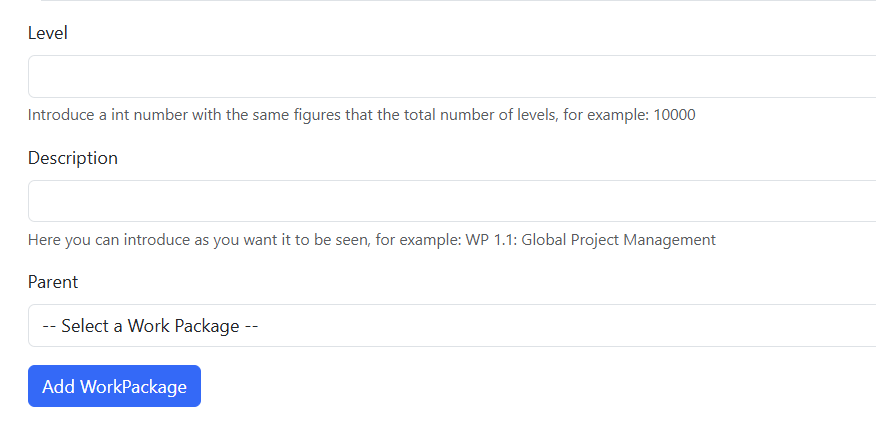 Level
Introduce a int number with the same figures that the total number of levels, for example: 10000
Description
Here you can introduce as you want it to be seen, for example: WP 1.1: Global Project Management
Parent
-- Select a Work Package --
Add WorkPackage